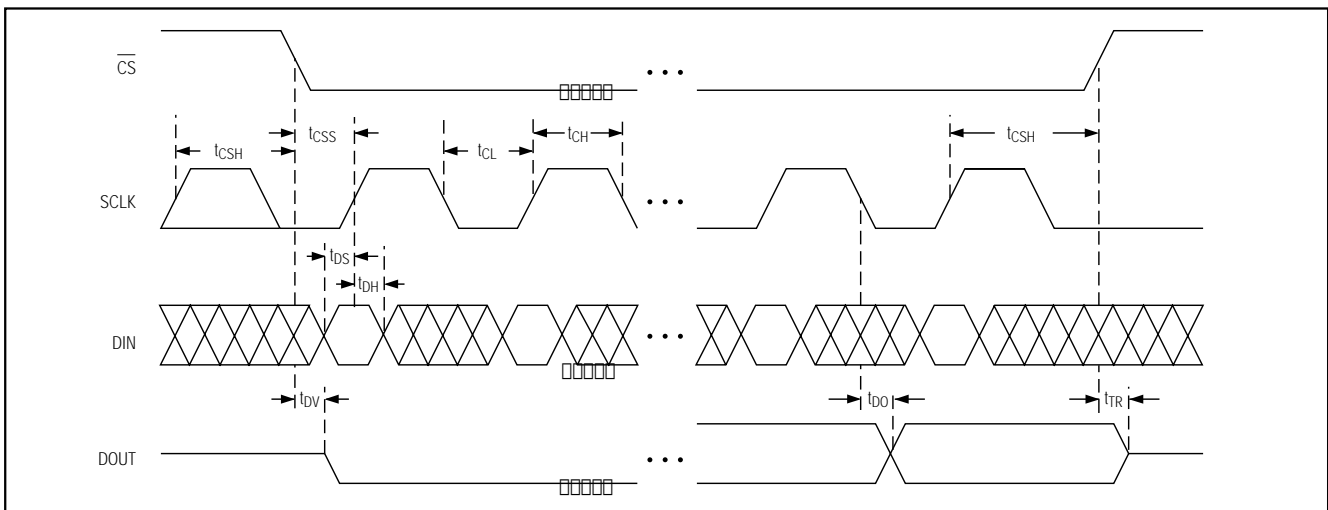 CS
tCSS
tCH
tCSH
tCSH
tCL
SCLK
tDS
tDH
DIN
tDV
tDO
tTR
DOUT